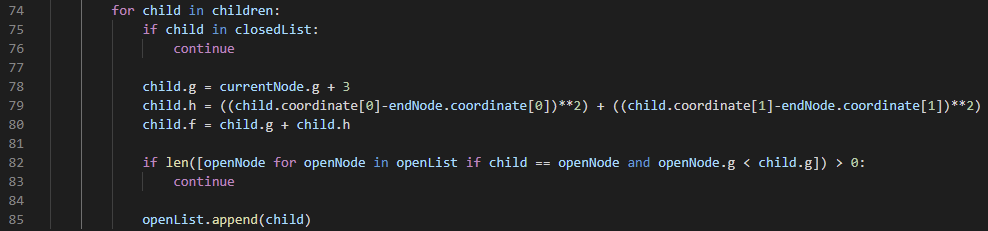 74 for child in children:
75 if child in closedList:
76 continue
77
78 child.g = currentNode.g + 3
79 child.h = ((child.coordinate[0]-endNode.coordinate[0])**2) + ((child.coordinate[1]-endNode.coordinate[1])**2)
80 child.f = child.g + child.h
81
82 if len([openNode for openNode in openList if child == openNode and openNode.g < child.g]) > 0:
83 continue
84
85 openList.append(child)